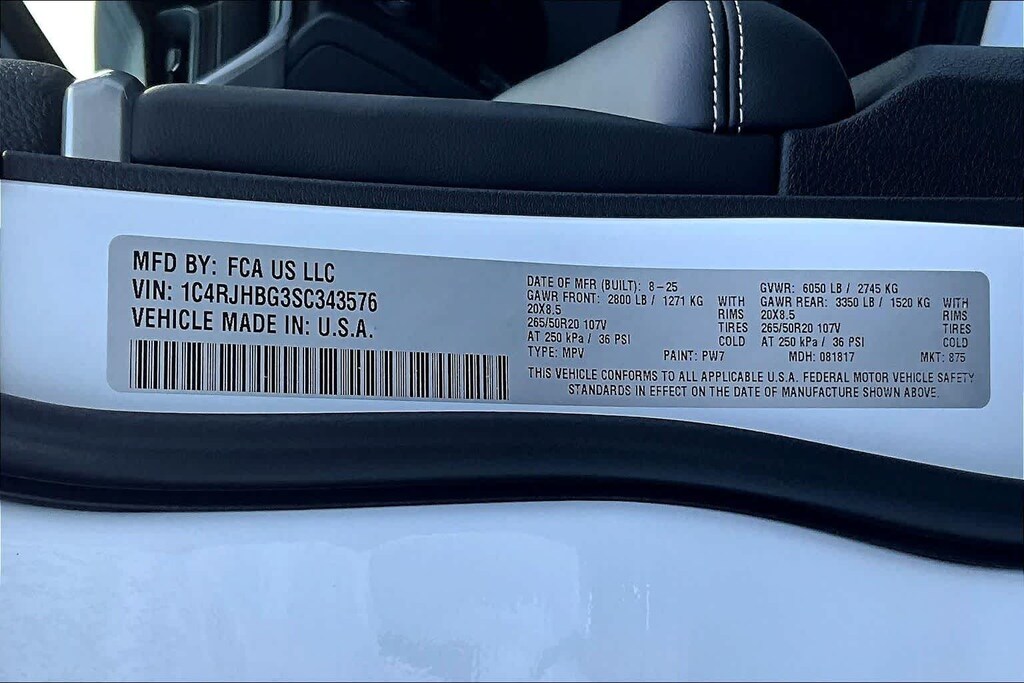 MFD BY: FCA US LLC
VIN: 1C4RJHBG3SC343576
VEHICLE MADE IN: U.S.A.
DATE OF MFR (BUILT): 8-25 GVWR: 6050 LB / 2745 KG
GAWR FRONT: 2800 LB / 1271 KG WITH GAWR REAR: 3350 LB / 1520 KG WITH
20X8.5 RIMS 20X8.5 RIMS
265/50R20 107V TIRES 265/50R20 107V TIRES
AT 250 kPa / 36 PSI COLD AT 250 kPa / 36 PSI COLD
TYPE: MPV PAINT: PW7 MDH: 081817 MKT: 875
THIS VEHICLE CONFORMS TO ALL APPLICABLE U.S.A. FEDERAL MOTOR VEHICLE SAFETY
STANDARDS IN EFFECT ON THE DATE OF MANUFACTURE SHOWN ABOVE.